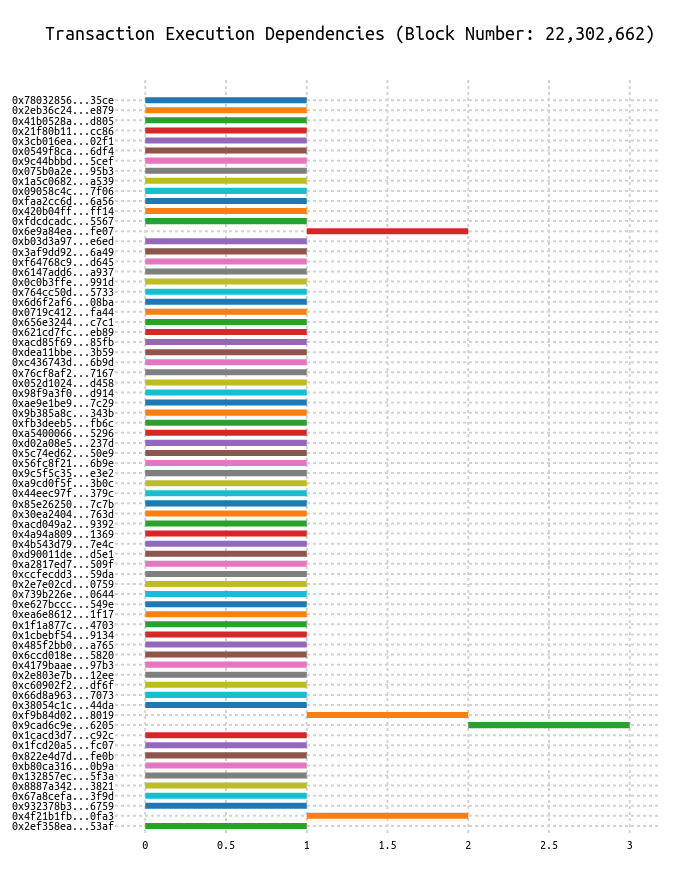 Transaction Execution Dependencies (Block Number: 22,302,662)
0x78032856...35ce
0x2eb36c24...e879
0x41b0528a...d805
0x21f80b11...cc86
0x3cb016ea...02f1
0x0549f8ca...6df4
0x9c44bbbd...5cef
0x075b0a2e...95b3
0x1a5c0682...a539
0x09058c4c...7f06
0xfaa2cc6d...6a56
0x420b04ff...ff14
0xfdcdcadc...5567
0x6e9a84ea...fe07
0xb03d3a97...e6ed
0x3af9dd92...6a49
0xf64768c9...d645
0x6147add6...a937
0x0c0b3ffe...991d
0x764cc50d...5733
0x6d6f2af6...08ba
0x0719c412...fa44
0x656e3244...c7c1
0x621cd7fc...eb89
0xacd85f69...85fb
0xdea11bbe...3b59
0xc436743d...6b9d
0x76cf8af2...7167
0x052d1024...d458
0x98f9a3f0...d914
0xae9e1be9...7c29
0x9b385a8c...343b
0xfb3deeb5...fb6c
0xa5400066...5296
0xd02a08e5...237d
0x5c74ed62...50e9
0x56fc8f21...6b9e
0x9c5f5c35...e3e2
0xa9cd0f5f...3b0c
0x44eec97f...379c
0x85e26250...7c7b
0x30ea2404...763d
0xacd049a2...9392
0x4a94a809...1369
0x4b543d79...7e4c
0xd90011de...d5e1
0xa2817ed7...509f
0xccfecdd3...59da
0x2e7e02cd...0759
0x739b226e...0644
0xe627bccc...549e
0xea6e8612...1f17
0x1f1a877c...4703
0x1cbebf54...9134
0x485f2bb0...a765
0x6ccd018e...5820
0x4179baae...97b3
0x2e803e7b...12ee
0xc60902f2...df6f
0x66d8a963...7073
0x38054c1c...44da
0xf9b84d02...8019
0x9cad6c9e...6205
0x1cacd3d7...c92c
0x1fcd20a5...fc07
0x822e4d7d...fe0b
0xb80ca316...0b9a
0x132857ec...5f3a
0x8887a342...3821
0x67a8cefa...3f9d
0x932378b3...6759
0x4f21b1fb...0fa3
0x2ef358ea...53af
0 0.5 1 1.5 2 2.5 3